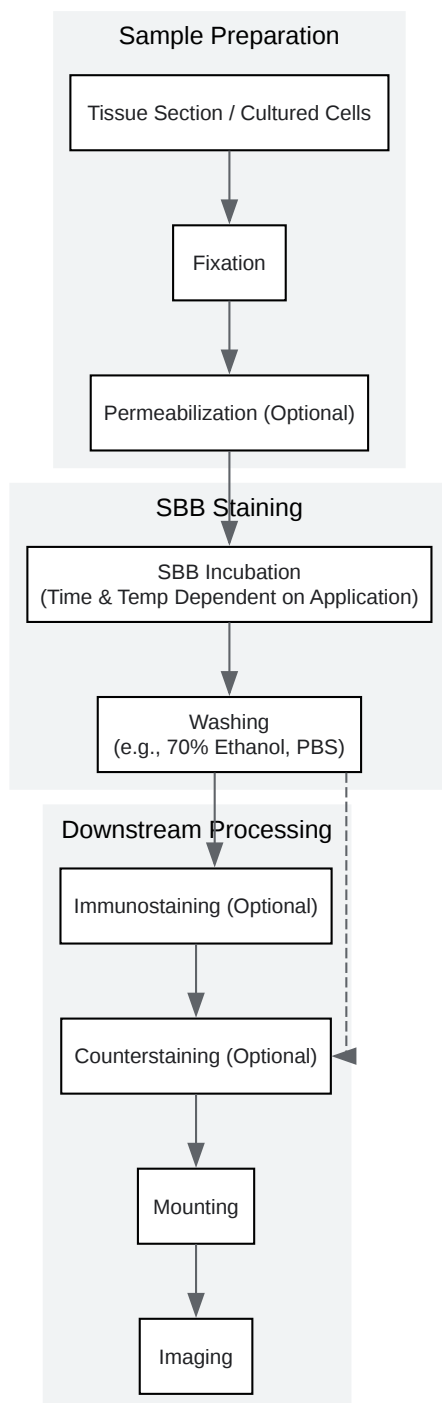 Sample Preparation
Tissue Section / Cultured Cells
Fixation
Permeabilization (Optional)
SBB Staining
SBB Incubation
(Time & Temp Dependent on Application)
Washing
(e.g., 70% Ethanol, PBS)
Downstream Processing
Immunostaining (Optional)
Counterstaining (Optional)
Mounting
Imaging